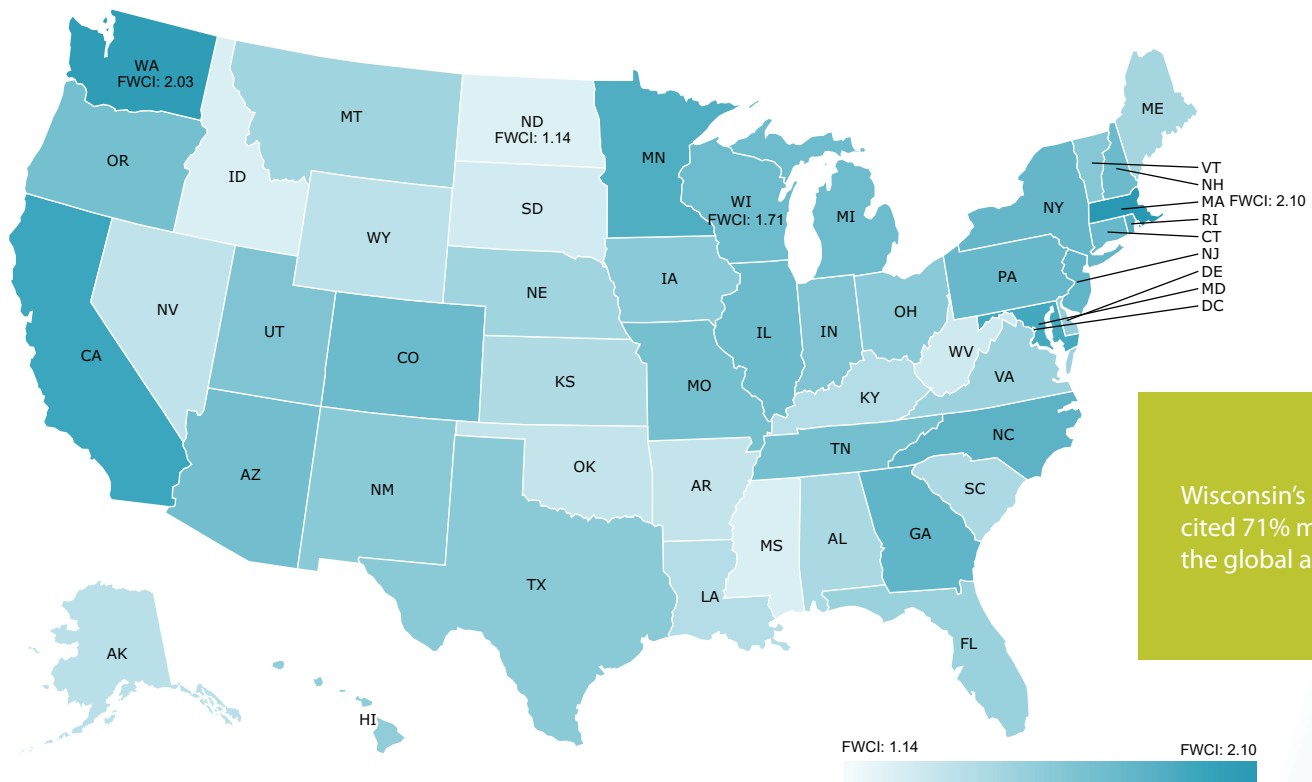 WA
FWCI: 2.03
MT
ND
FWCI: 1.14
MN
ME
OR
ID
SD
WI
FWCI: 1.71
MI
NY
VT
NH
MA FWCI: 2.10
RI
CT
NJ
DE
MD
DC
WY
NV
UT
CA
CO
NE
IA
IL
IN
OH
PA
WV
VA
KS
MO
KY
AZ
NM
OK
AR
TN
NC
SC
MS
AL
GA
TX
LA
FL
AK
HI
Wisconsin's
cited 71% m
the global a
FWCI: 1.14
FWCI: 2.10